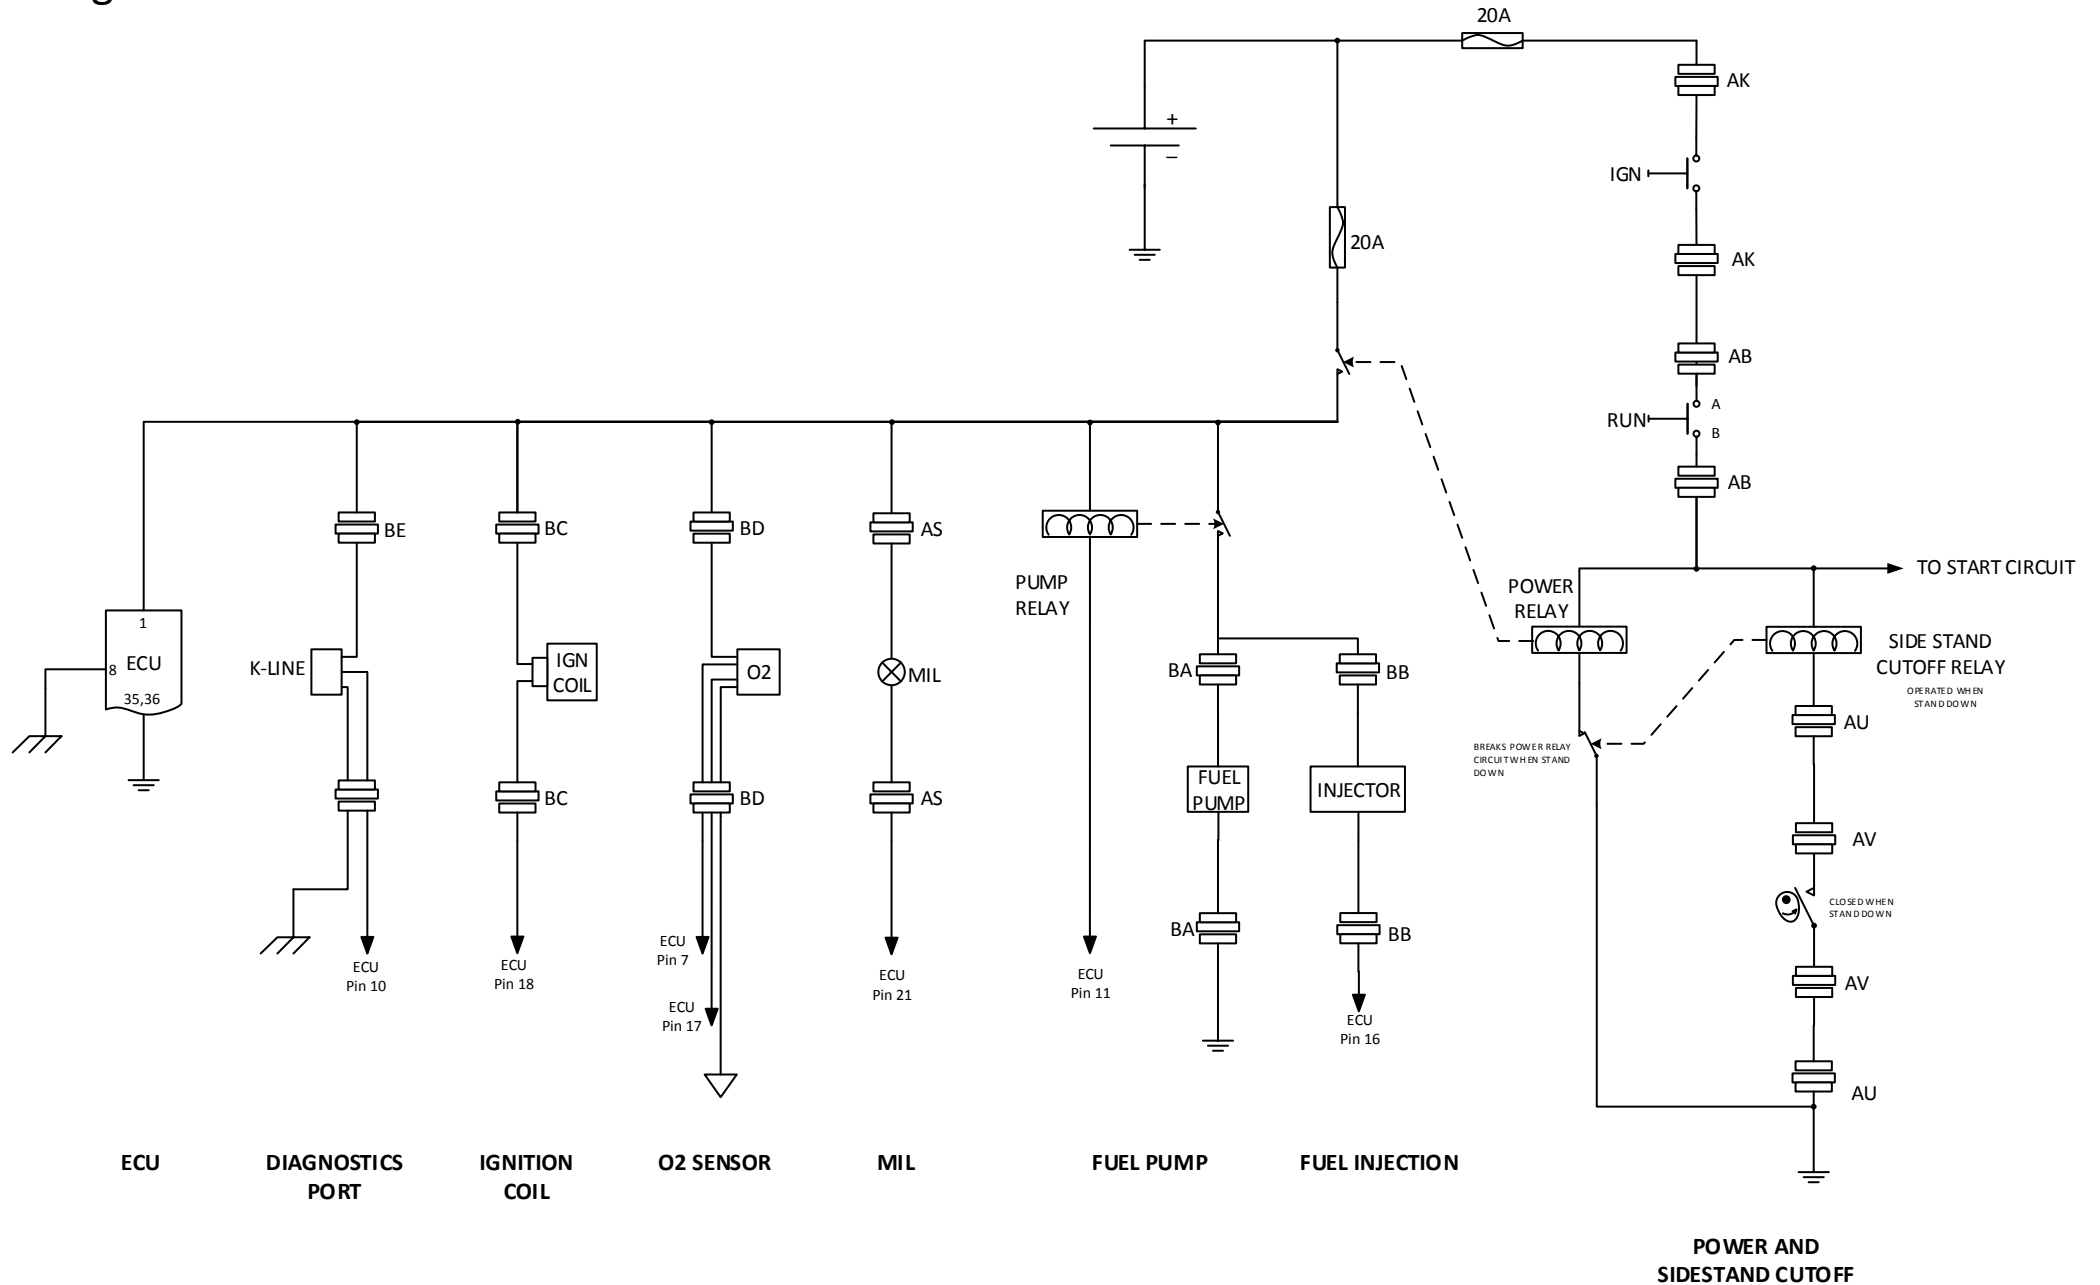 20A
AK
+
–
IGN
20A
AK
AB
A
RUN
B
AB
BE
BC
BD
AS
TO START CIRCUIT
PUMP
RELAY
POWER
RELAY
1
ECU
8
35,36
K-LINE
IGN
COIL
O2
MIL
BA
BB
SIDE STAND
CUTOFF RELAY
OPERATED WHEN
STAND DOWN
AU
BREAKS POWER RELAY
CIRCUIT WHEN STAND
DOWN
FUEL
PUMP
INJECTOR
BC
BD
AS
AV
CLOSED WHEN
STAND DOWN
BA
BB
ECU
Pin 10
ECU
Pin 18
ECU
Pin 7
ECU
Pin 17
ECU
Pin 21
ECU
Pin 11
ECU
Pin 16
AV
AU
ECU
DIAGNOSTICS
PORT
IGNITION
COIL
O2 SENSOR
MIL
FUEL PUMP
FUEL INJECTION
POWER AND
SIDESTAND CUTOFF